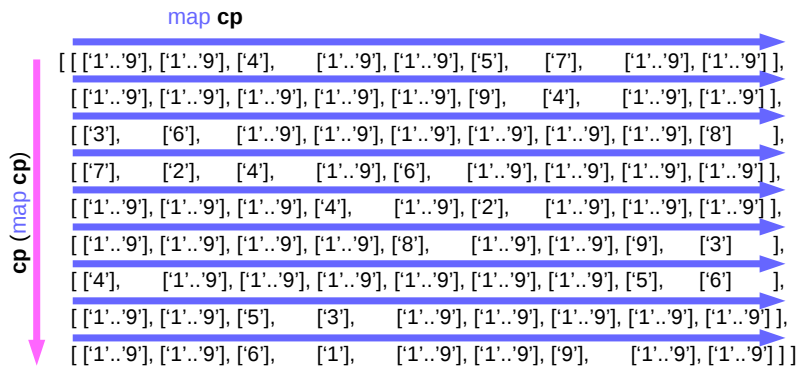 map cp
cp (map cp)
[ [ [‘1’..’9’], [‘1’..’9’], [‘4’], [‘1’..’9’], [‘1’..’9’], [‘5’], [‘7’], [‘1’..’9’], [‘1’..’9’] ],
[ [‘1’..’9’], [‘1’..’9’], [‘1’..’9’], [‘1’..’9’], [‘1’..’9’], [‘9’], [‘4’], [‘1’..’9’], [‘1’..’9’] ],
[ [‘3’], [‘6’], [‘1’..’9’], [‘1’..’9’], [‘1’..’9’], [‘1’..’9’], [‘1’..’9’], [‘1’..’9’], [‘8’] ],
[ [‘7’], [‘2’], [‘4’], [‘1’..’9’], [‘6’], [‘1’..’9’], [‘1’..’9’], [‘1’..’9’], [‘1’..’9’] ],
[ [‘1’..’9’], [‘1’..’9’], [‘1’..’9’], [‘4’], [‘1’..’9’], [‘2’], [‘1’..’9’], [‘1’..’9’], [‘1’..’9’] ],
[ [‘1’..’9’], [‘1’..’9’], [‘1’..’9’], [‘1’..’9’], [‘8’], [‘1’..’9’], [‘1’..’9’], [‘9’], [‘3’] ],
[ [‘4’], [‘1’..’9’], [‘1’..’9’], [‘1’..’9’], [‘1’..’9’], [‘1’..’9’], [‘1’..’9’], [‘5’], [‘6’] ],
[ [‘1’..’9’], [‘1’..’9’], [‘5’], [‘3’], [‘1’..’9’], [‘1’..’9’], [‘1’..’9’], [‘1’..’9’], [‘1’..’9’] ],
[ [‘1’..’9’], [‘1’..’9’], [‘6’], [‘1’], [‘1’..’9’], [‘1’..’9’], [‘9’], [‘1’..’9’], [‘1’..’9’] ] ]